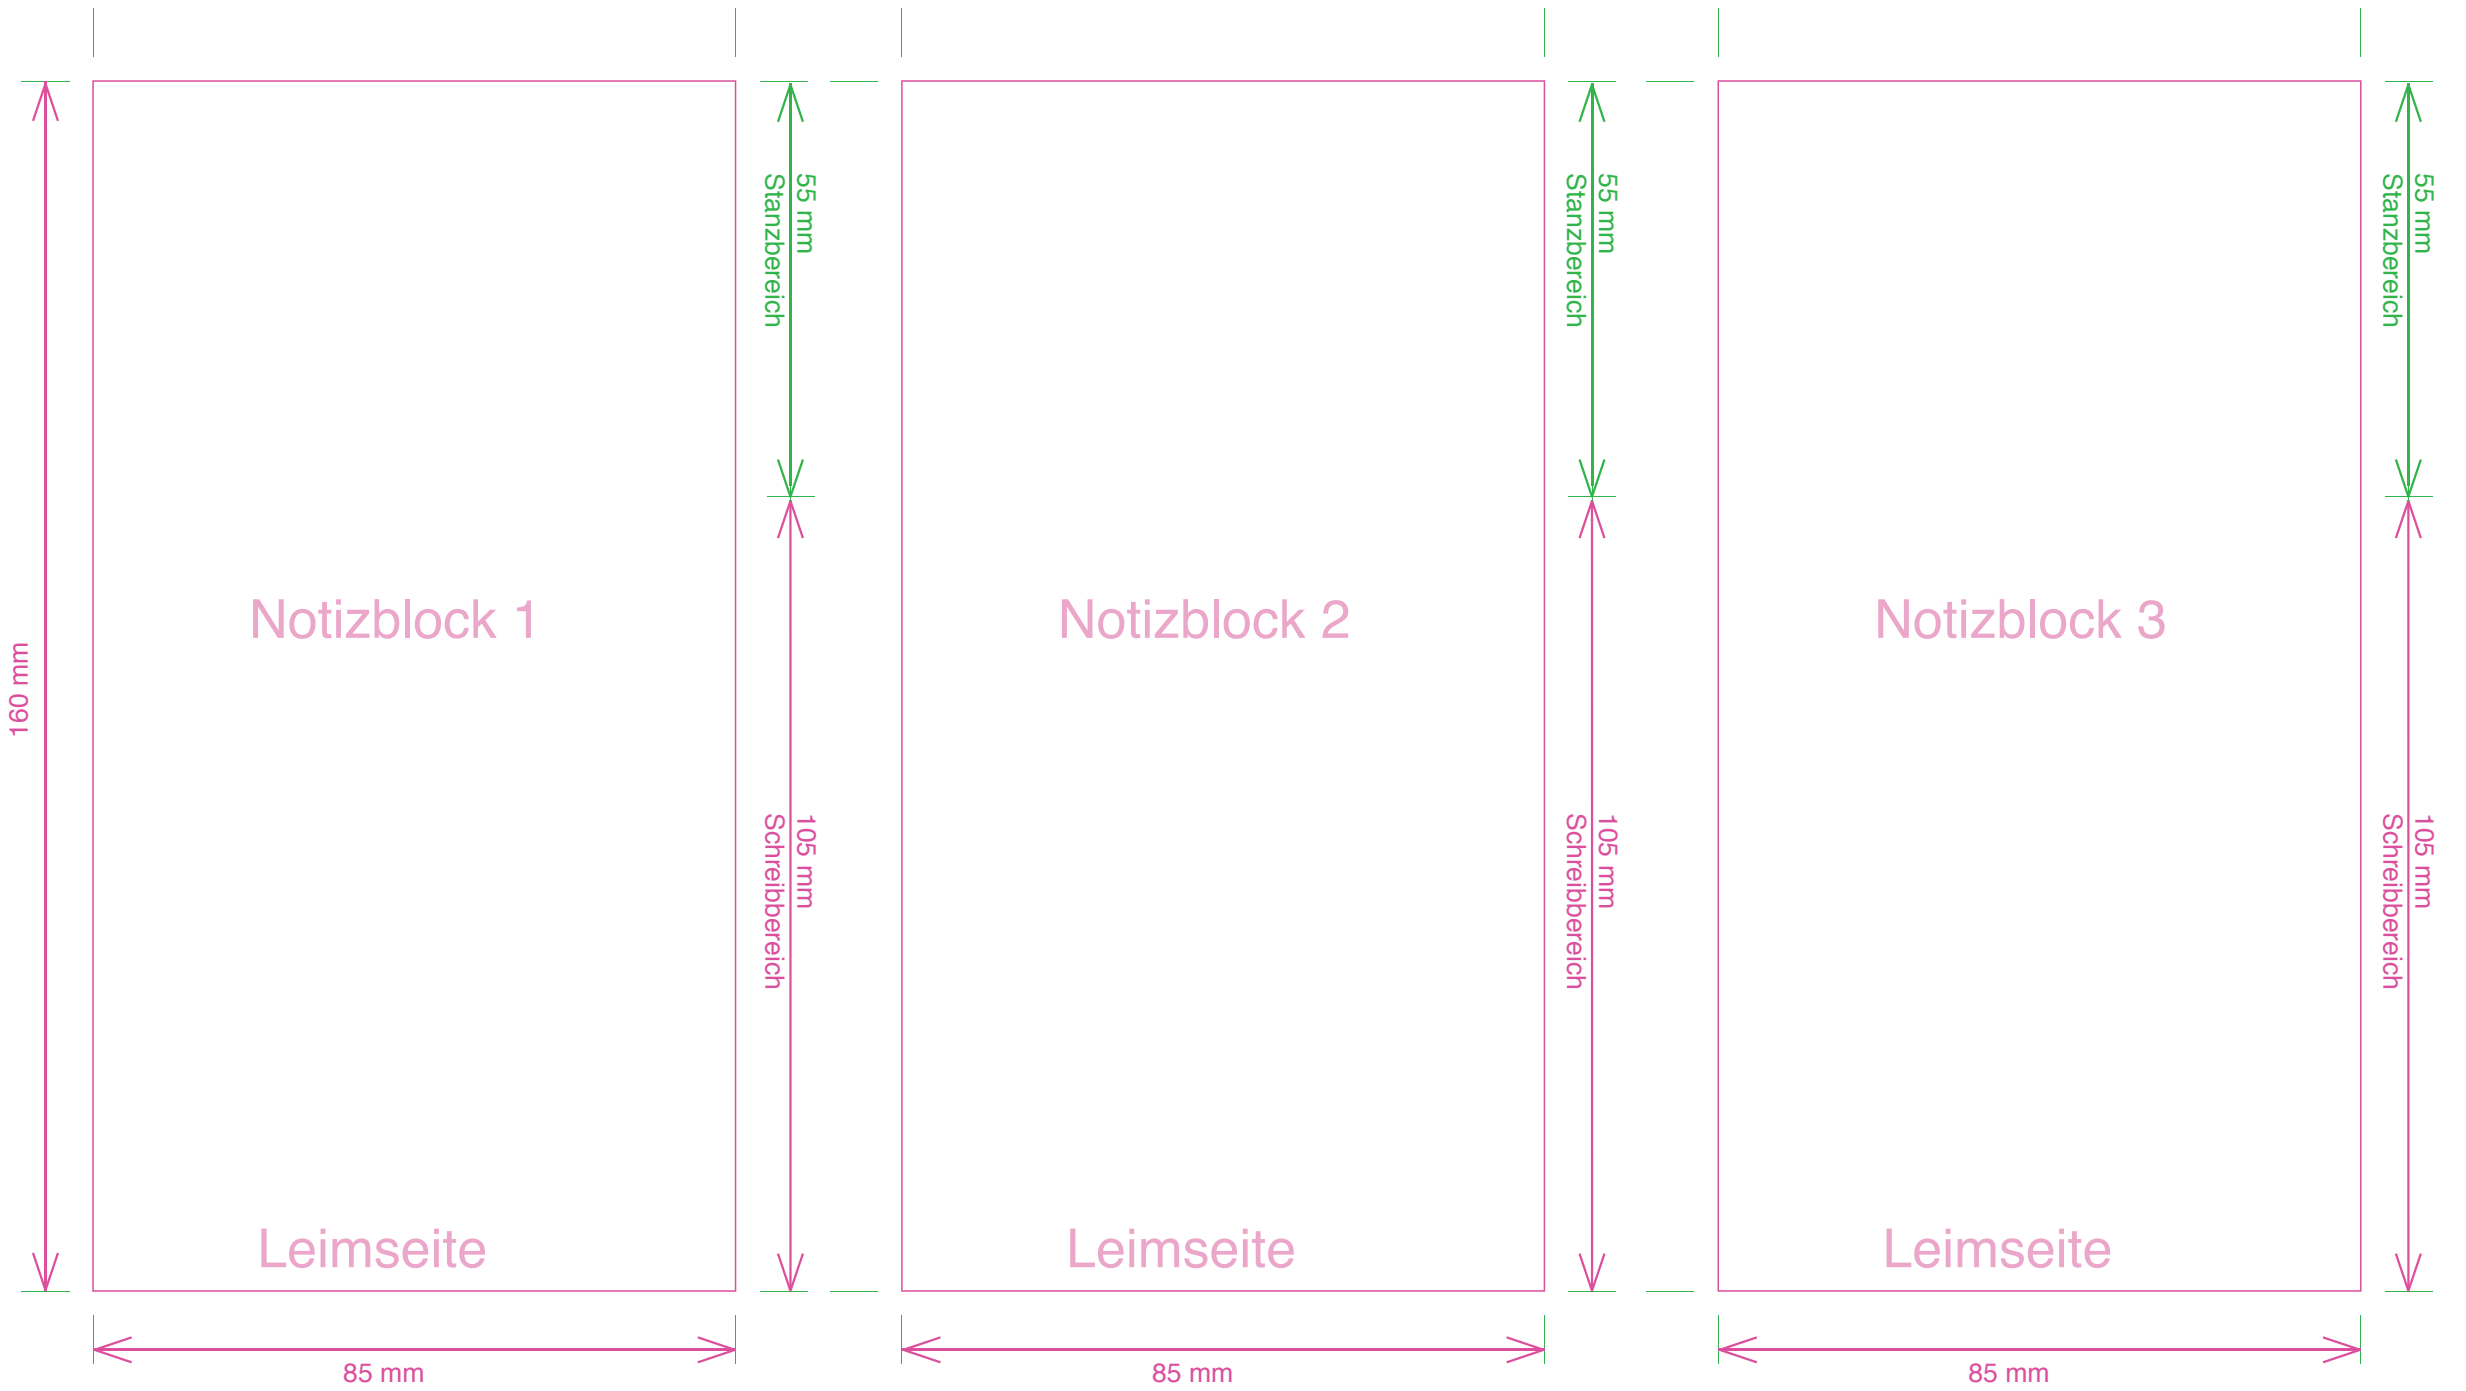 160 mm
Notizblock 1
Leimseite
85 mm
55 mm
Stanzbereich
105 mm
Schreibbereich
Notizblock 2
Leimseite
85 mm
55 mm
Stanzbereich
105 mm
Schreibbereich
Notizblock 3
Leimseite
85 mm
55 mm
Stanzbereich
105 mm
Schreibbereich